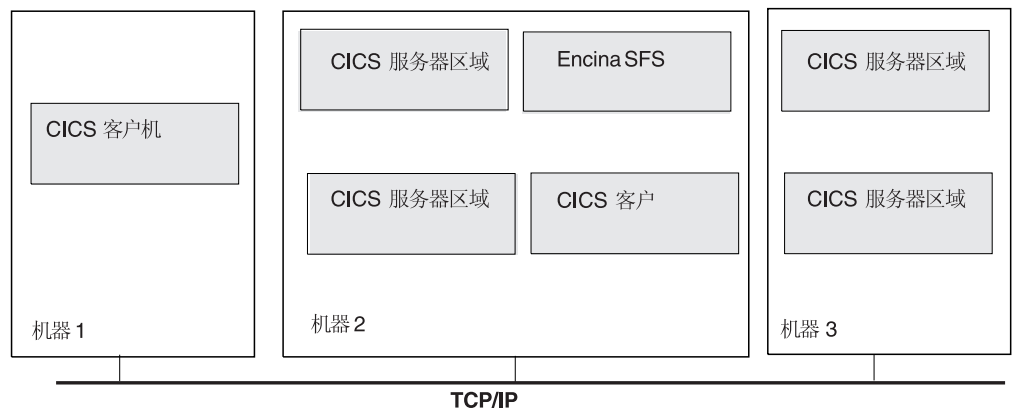 CICS 客户机
机器 1
CICS 服务器区域
Encina SFS
CICS 服务器区域
CICS 客户
机器 2
CICS 服务器区域
CICS 服务器区域
机器 3
TCP/IP